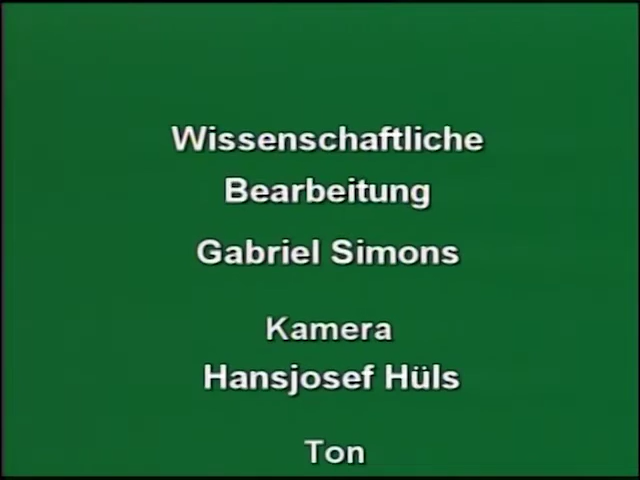 Wissenschaftliche
Bearbeitung
Gabriel Simons
Kamera
Hansjosef Hüls
Ton